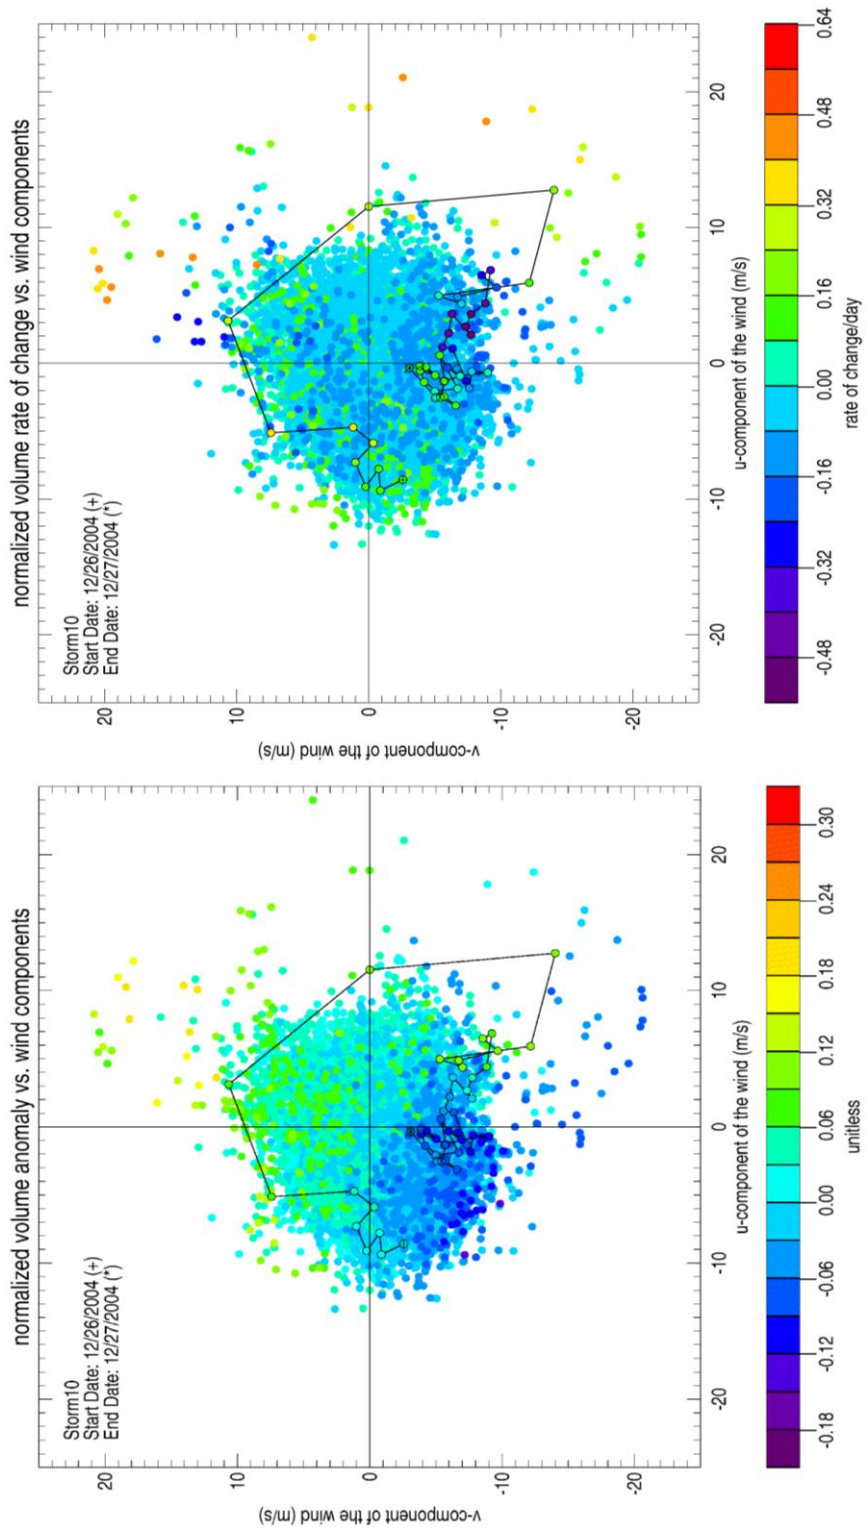 normalized volume anomaly vs. wind components
Storm10
Start Date: 12/26/2004 (+)
End Date: 12/27/2004 (*)
v-component of the wind (m/s)
20
10
0
-10
-20
-20
-10
0
10
20
u-component of the wind (m/s)
-0.18
-0.12
-0.06
0.00
0.06
0.12
0.18
0.24
0.30
unitless
normalized volume rate of change vs. wind components
Storm10
Start Date: 12/26/2004 (+)
End Date: 12/27/2004 (*)
v-component of the wind (m/s)
20
10
0
-10
-20
-20
-10
0
10
20
u-component of the wind (m/s)
-0.48
-0.32
-0.16
0.00
0.16
0.32
0.48
0.64
rate of change/day